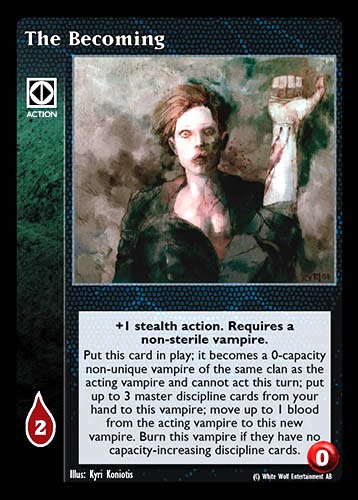 The Becoming
ACTION
KYRI 08
+1 stealth action. Requires a
non-sterile vampire.
Put this card in play; it becomes a 0-capacity
non-unique vampire of the same clan as the
acting vampire and cannot act this turn; put
up to 3 master discipline cards from your
hand to this vampire; move up to 1 blood
from the acting vampire to this new
vampire. Burn this vampire if they have no
capacity-increasing discipline cards.
2
0
Illus: Kyri Koniotis
(C) White Wolf Entertainment AB